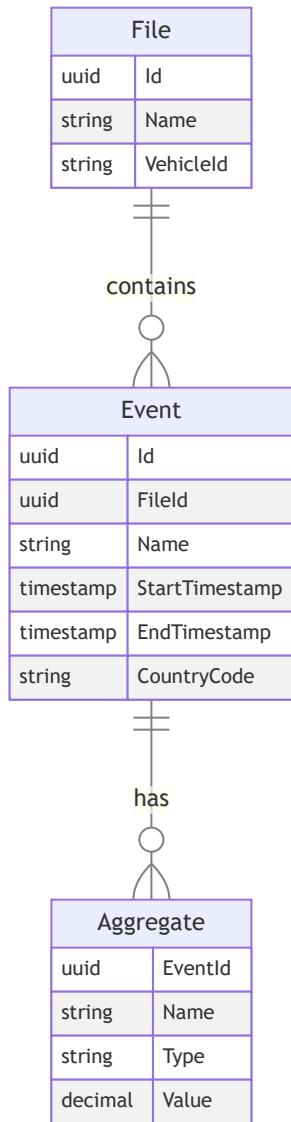 File
uuid Id
string Name
string VehicleId
contains
Event
uuid Id
uuid FileId
string Name
timestamp StartTimestamp
timestamp EndTimestamp
string CountryCode
has
Aggregate
uuid EventId
string Name
string Type
decimal Value